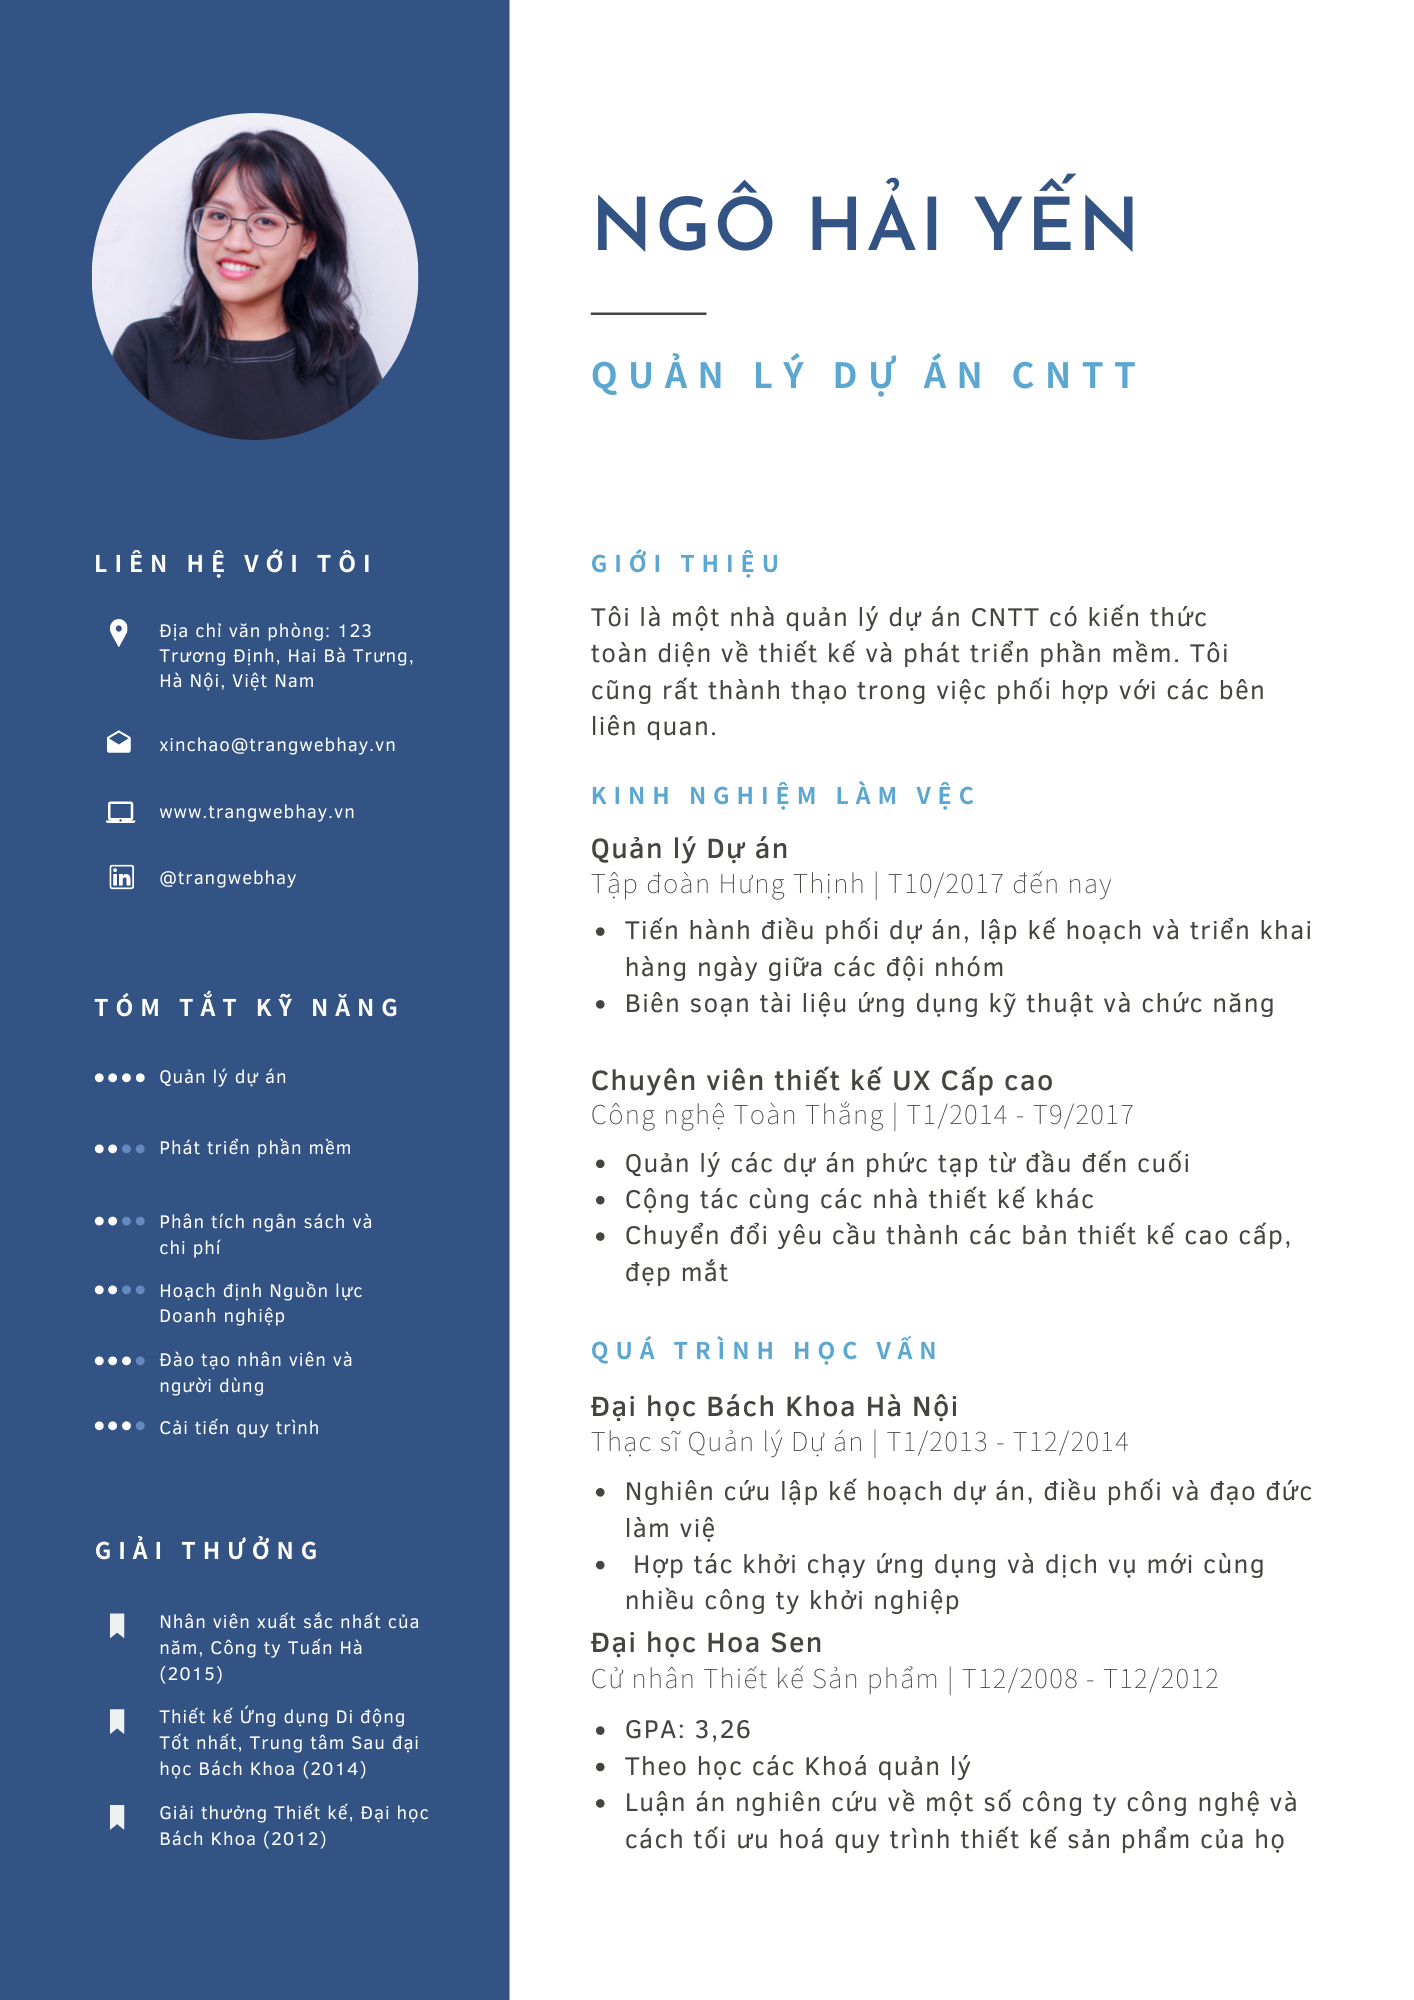 NGÔ HẢI YẾN
QUẢN LÝ DỰ ÁN CNTT
LIÊN HỆ VỚI TÔI
Địa chỉ văn phòng: 123
Trương Định, Hai Bà Trưng,
Hà Nội, Việt Nam
xinchao@trangwebhay.vn
www.trangwebhay.vn
in
@trangwebhay
TÓM TẮT KỸ NĂNG
Quản lý dự án
Phát triển phần mềm
Phân tích ngân sách và
chi phí
Hoạch định Nguồn lực
Doanh nghiệp
Đào tạo nhân viên và
người dùng
Cải tiến quy trình
GIẢI THƯỞNG
Nhân viên xuất sắc nhất của
năm, Công ty Tuấn Hà
(2015)
Thiết kế Ứng dụng Di động
Tốt nhất, Trung tâm Sau đại
học Bách Khoa (2014)
Giải thưởng Thiết kế, Đại học
Bách Khoa (2012)
GIỚI THIỆU
Tôi là một nhà quản lý dự án CNTT có kiến thức
toàn diện về thiết kế và phát triển phần mềm. Tôi
cũng rất thành thạo trong việc phối hợp với các bên
liên quan.
KINH NGHIỆM LÀM VỆC
Quản lý Dự án
Tập đoàn Hưng Thịnh | T10/2017 đến nay
• Tiến hành điều phối dự án, lập kế hoạch và triển khai
hàng ngày giữa các đội nhóm
• Biên soạn tài liệu ứng dụng kỹ thuật và chức năng
Chuyên viên thiết kế UX Cấp cao
Công nghệ Toàn Thắng | T1/2014 - T9/2017
• Quản lý các dự án phức tạp từ đầu đến cuối
• Cộng tác cùng các nhà thiết kế khác
• Chuyển đổi yêu cầu thành các bản thiết kế cao cấp,
đẹp mắt
QUÁ TRÌNH HỌC VẤN
Đại học Bách Khoa Hà Nội
Thạc sĩ Quản lý Dự án | T1/2013 - T12/2014
• Nghiên cứu lập kế hoạch dự án, điều phối và đạo đức
làm việ
• Hợp tác khởi chạy ứng dụng và dịch vụ mới cùng
nhiều công ty khởi nghiệp
Đại học Hoa Sen
Cử nhân Thiết kế Sản phẩm | T12/2008 - T12/2012
• GPA: 3,26
• Theo học các Khoá quản lý
• Luận án nghiên cứu về một số công ty công nghệ và
cách tối ưu hoá quy trình thiết kế sản phẩm của họ